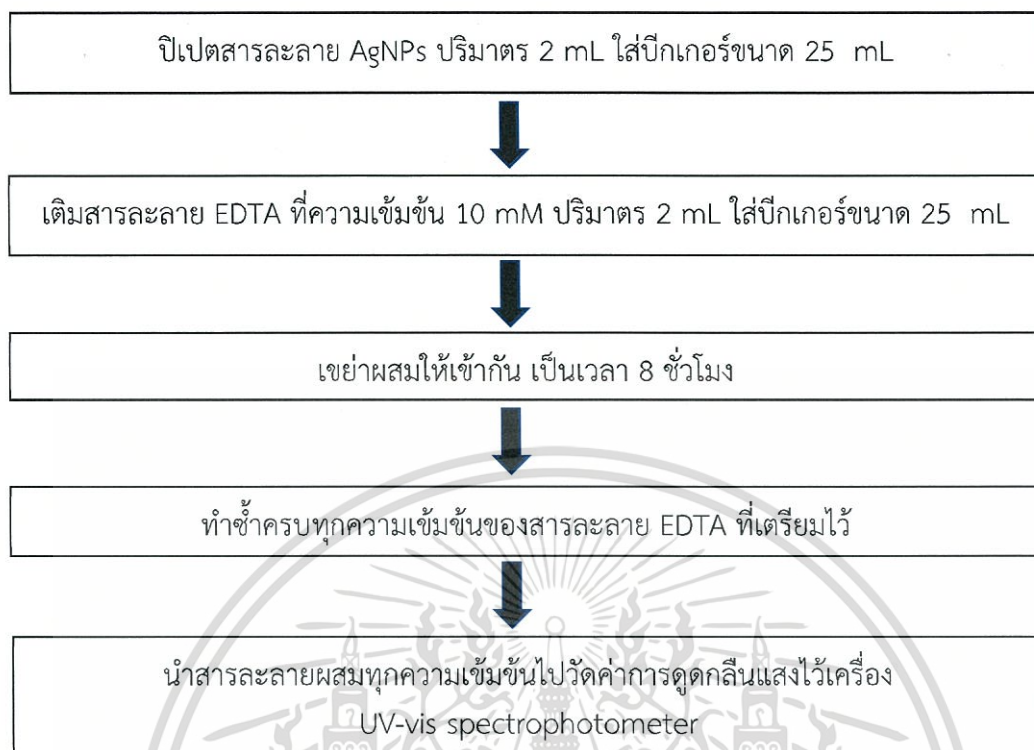 ปิเปตสารละลาย AgNPs ปริมาตร 2 mL ใส่บีกเกอร์ขนาด 25 mL
เติมสารละลาย EDTA ที่ความเข้มข้น 10 mM ปริมาตร 2 mL ใส่บีกเกอร์ขนาด 25 mL
เขย่าผสมให้เข้ากัน เป็นเวลา 8 ชั่วโมง
ทำซ้ำครบทุกความเข้มข้นของสารละลาย EDTA ที่เตรียมไว้
นำสารละลายผสมทุกความเข้มข้นไปวัดค่าการดูดกลืนแสงไว้เครื่อง
UV-vis spectrophotometer